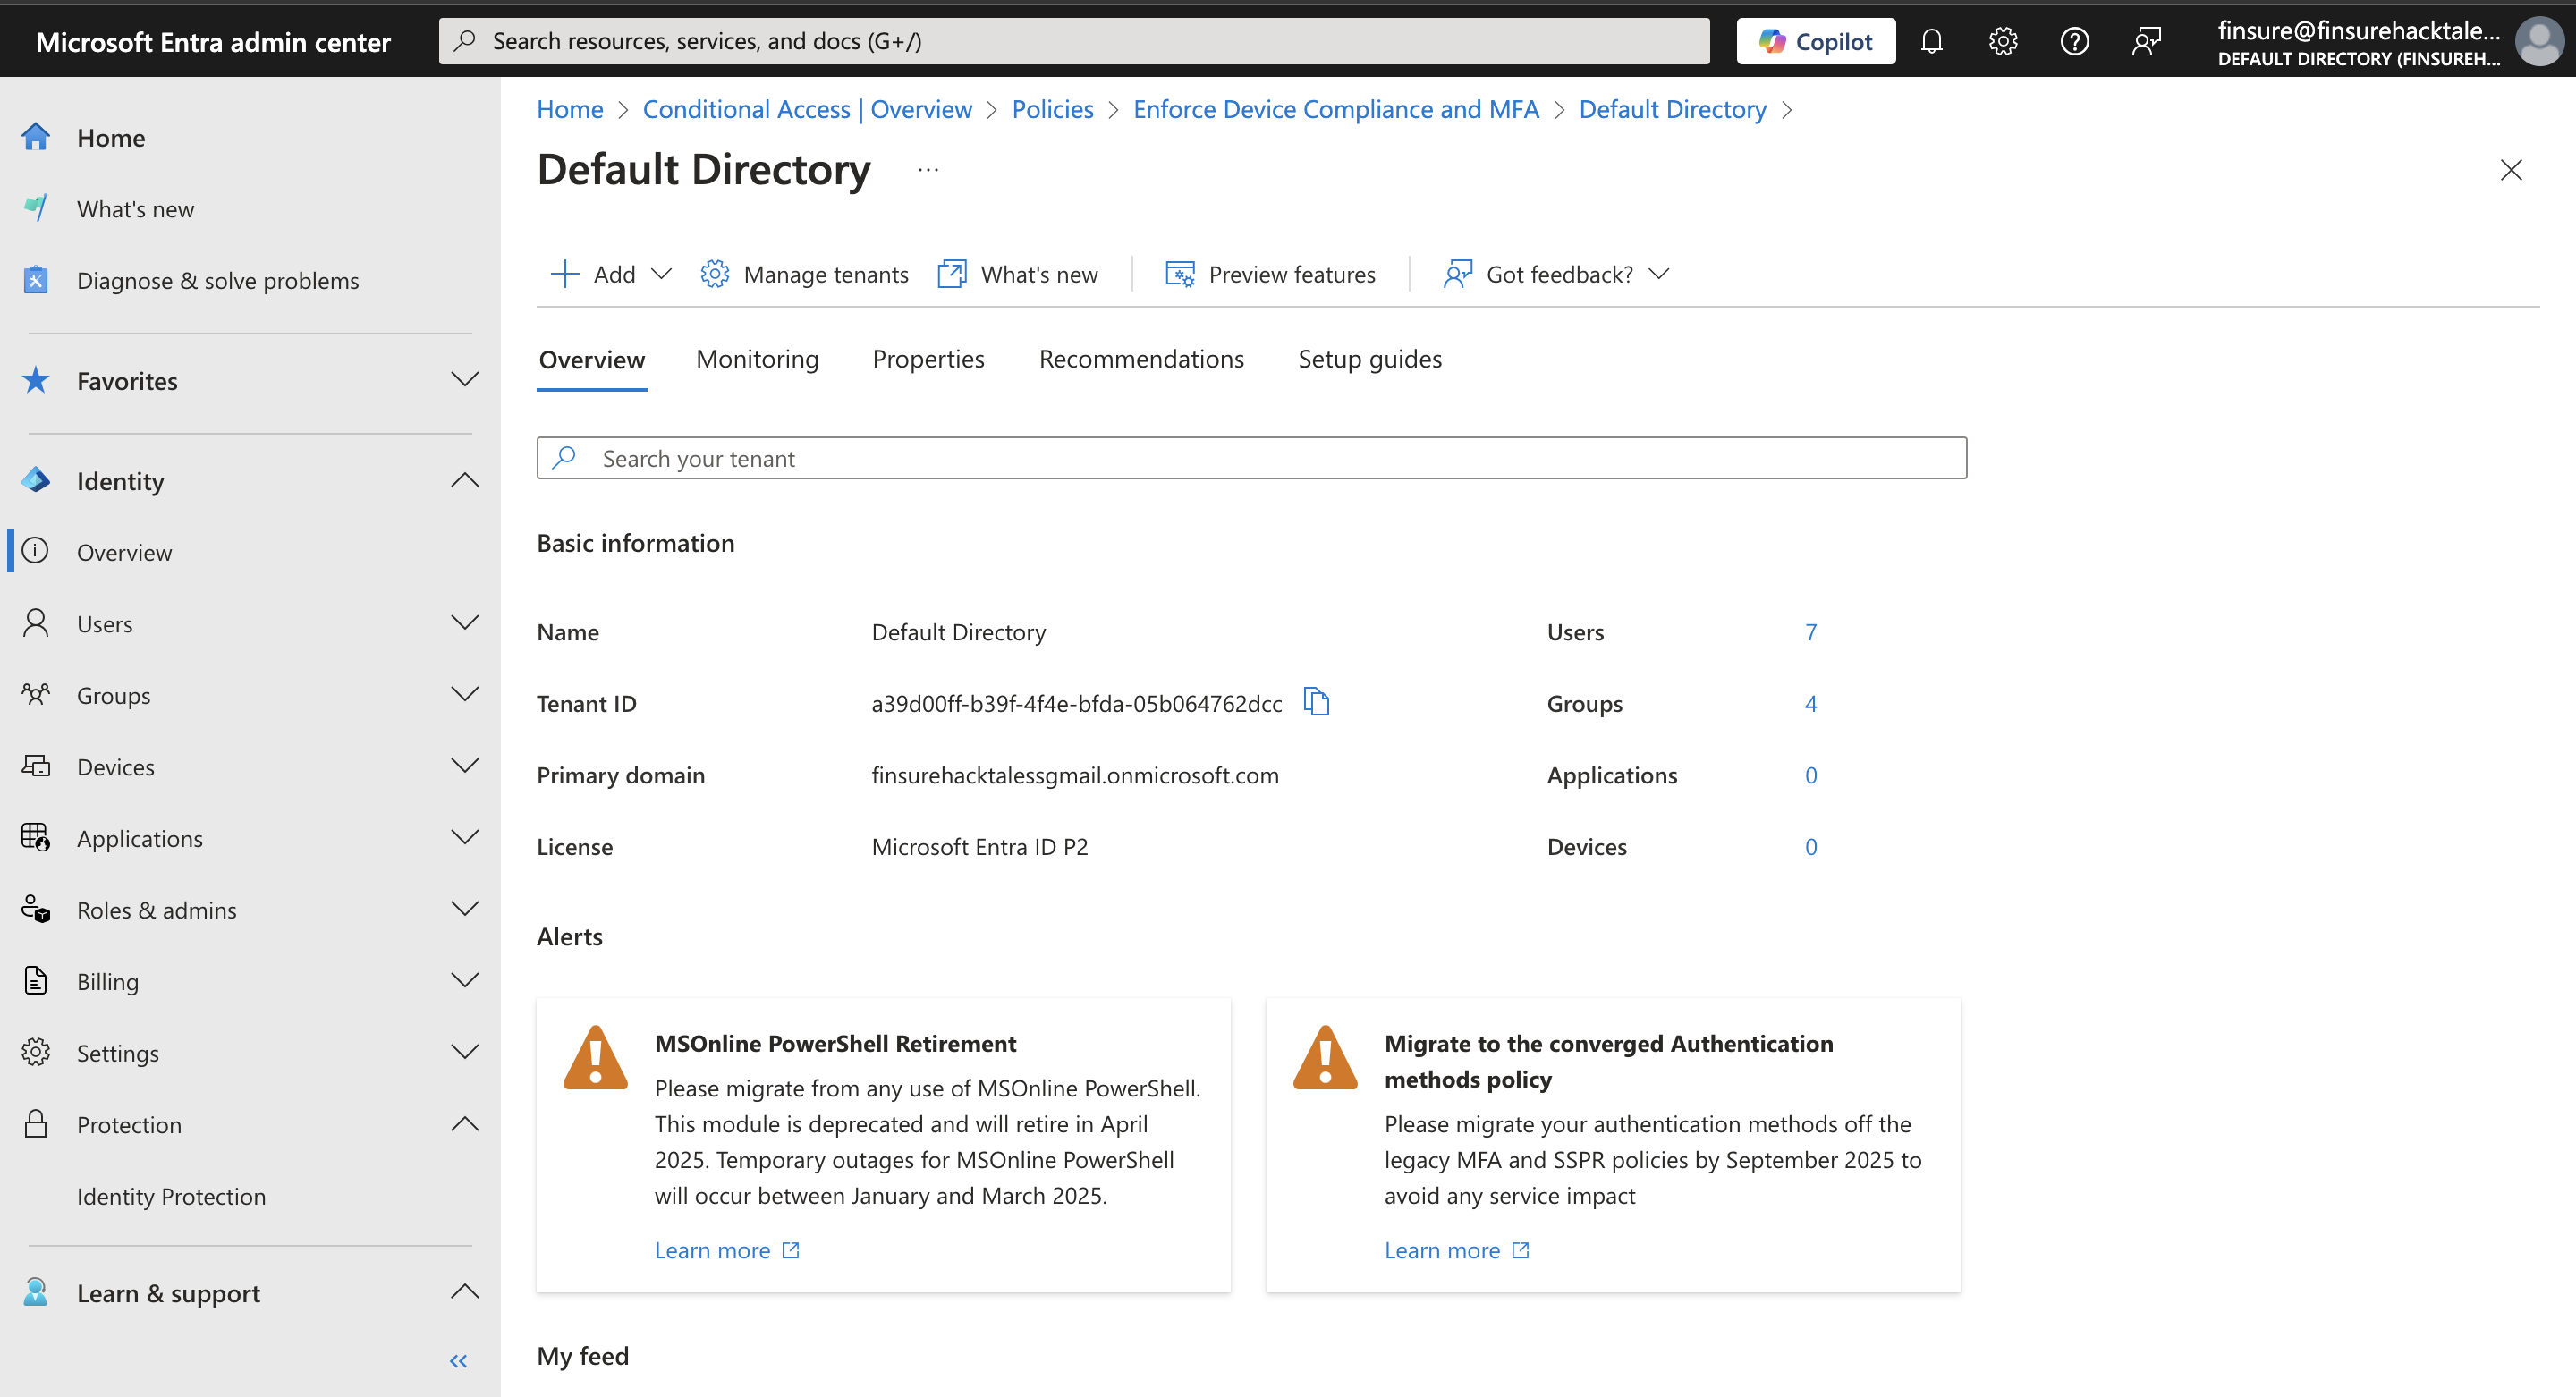 Microsoft Entra admin center
Search resources, services, and docs (G+/)
Copilot
finsure@finsurehacktale...
DEFAULT DIRECTORY (FINSUREH...
Home
What's new
Diagnose & solve problems
Favorites
Identity
Overview
Users
Groups
Devices
Applications
Roles & admins
Billing
Settings
Protection
Identity Protection
Learn & support
Home > Conditional Access | Overview > Policies > Enforce Device Compliance and MFA > Default Directory >
Default Directory ...
Add
Manage tenants
What's new
Preview features
Got feedback?
Overview
Monitoring
Properties
Recommendations
Setup guides
Search your tenant
Basic information
Name Default Directory Users 7
Tenant ID a39d00ff-b39f-4f4e-bfda-05b064762dcc Groups 4
Primary domain finsurehacktalessgmail.onmicrosoft.com Applications 0
License Microsoft Entra ID P2 Devices 0
Alerts
MSOnline PowerShell Retirement
Please migrate from any use of MSOnline PowerShell.
This module is deprecated and will retire in April
2025. Temporary outages for MSOnline PowerShell
will occur between January and March 2025.
Learn more
Migrate to the converged Authentication
methods policy
Please migrate your authentication methods off the
legacy MFA and SSPR policies by September 2025 to
avoid any service impact
Learn more
My feed